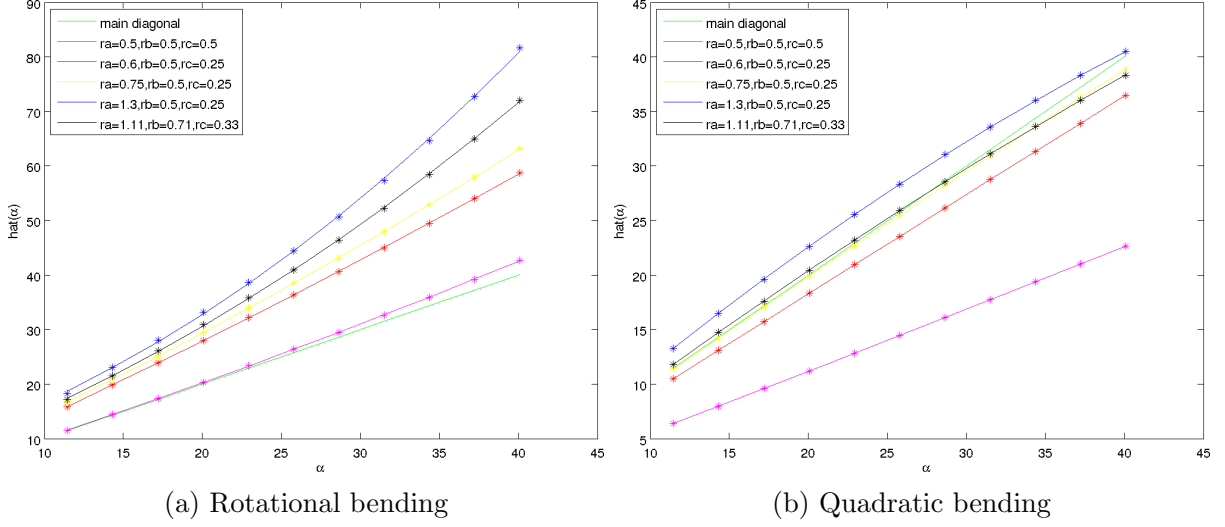 90
80
70
60
50
40
30
20
10
10 15 20 25 30 35 40 45
hat(α)
α
main diagonal
ra=0.5,rb=0.5,rc=0.5
ra=0.6,rb=0.5,rc=0.25
ra=0.75,rb=0.5,rc=0.25
ra=1.3,rb=0.5,rc=0.25
ra=1.11,rb=0.71,rc=0.33
(a) Rotational bending
45
40
35
30
25
20
15
10
5
10 15 20 25 30 35 40 45
hat(α)
α
main diagonal
ra=0.5,rb=0.5,rc=0.5
ra=0.6,rb=0.5,rc=0.25
ra=0.75,rb=0.5,rc=0.25
ra=1.3,rb=0.5,rc=0.25
ra=1.11,rb=0.71,rc=0.33
(b) Quadratic bending